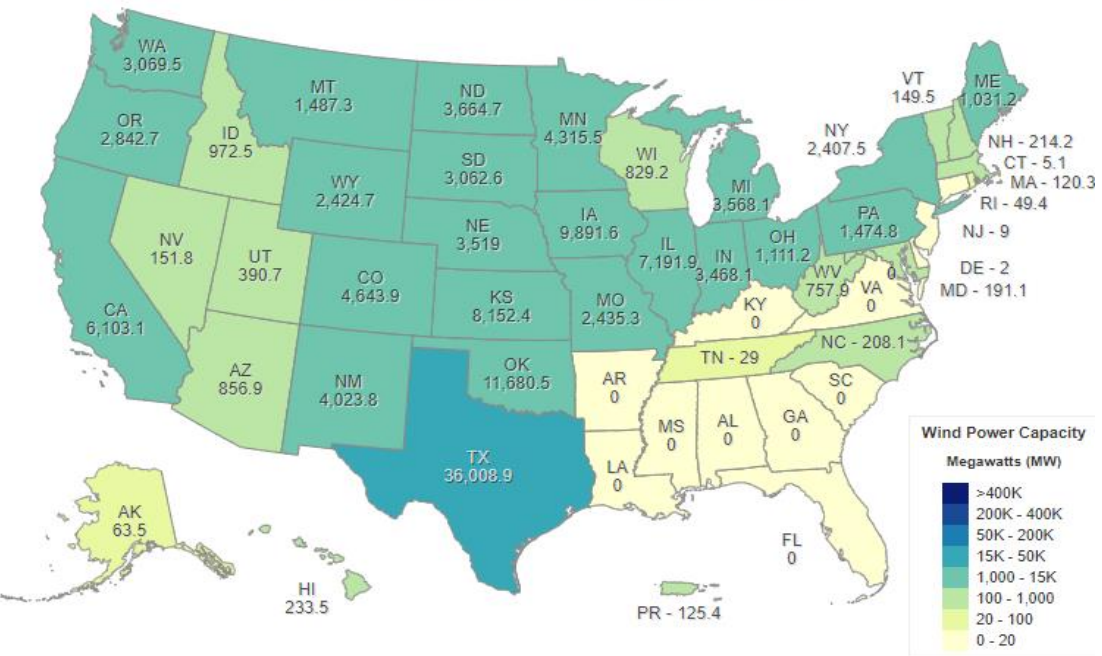 WA
3,069.5
OR
2,842.7
ID
972.5
MT
1,487.3
ND
3,664.7
MN
4,315.5
SD
3,062.6
WY
2,424.7
WI
829.2
MI
3,568.1
NY
2,407.5
VT
149.5
ME
1,031.2
NH - 214.2
CT - 5.1
MA - 120.3
RI - 49.4
NJ - 9
DE - 2
MD - 191.1
PA
1,474.8
OH
1,111.2
IN
3,468.1
IL
7,191.9
IA
9,891.6
NE
3,519
NV
151.8
UT
390.7
CO
4,643.9
KS
8,152.4
MO
2,435.3
WV
757.9
0
VA
0
KY
0
CA
6,103.1
AZ
856.9
NM
4,023.8
OK
11,680.5
AR
0
TN - 29
NC - 208.1
SC
0
MS
0
AL
0
GA
0
LA
0
TX
36,008.9
FL
0
AK
63.5
HI
233.5
PR - 125.4
Wind Power Capacity
Megawatts (MW)
>400K
200K - 400K
50K - 200K
15K - 50K
1,000 - 15K
100 - 1,000
20 - 100
0 - 20